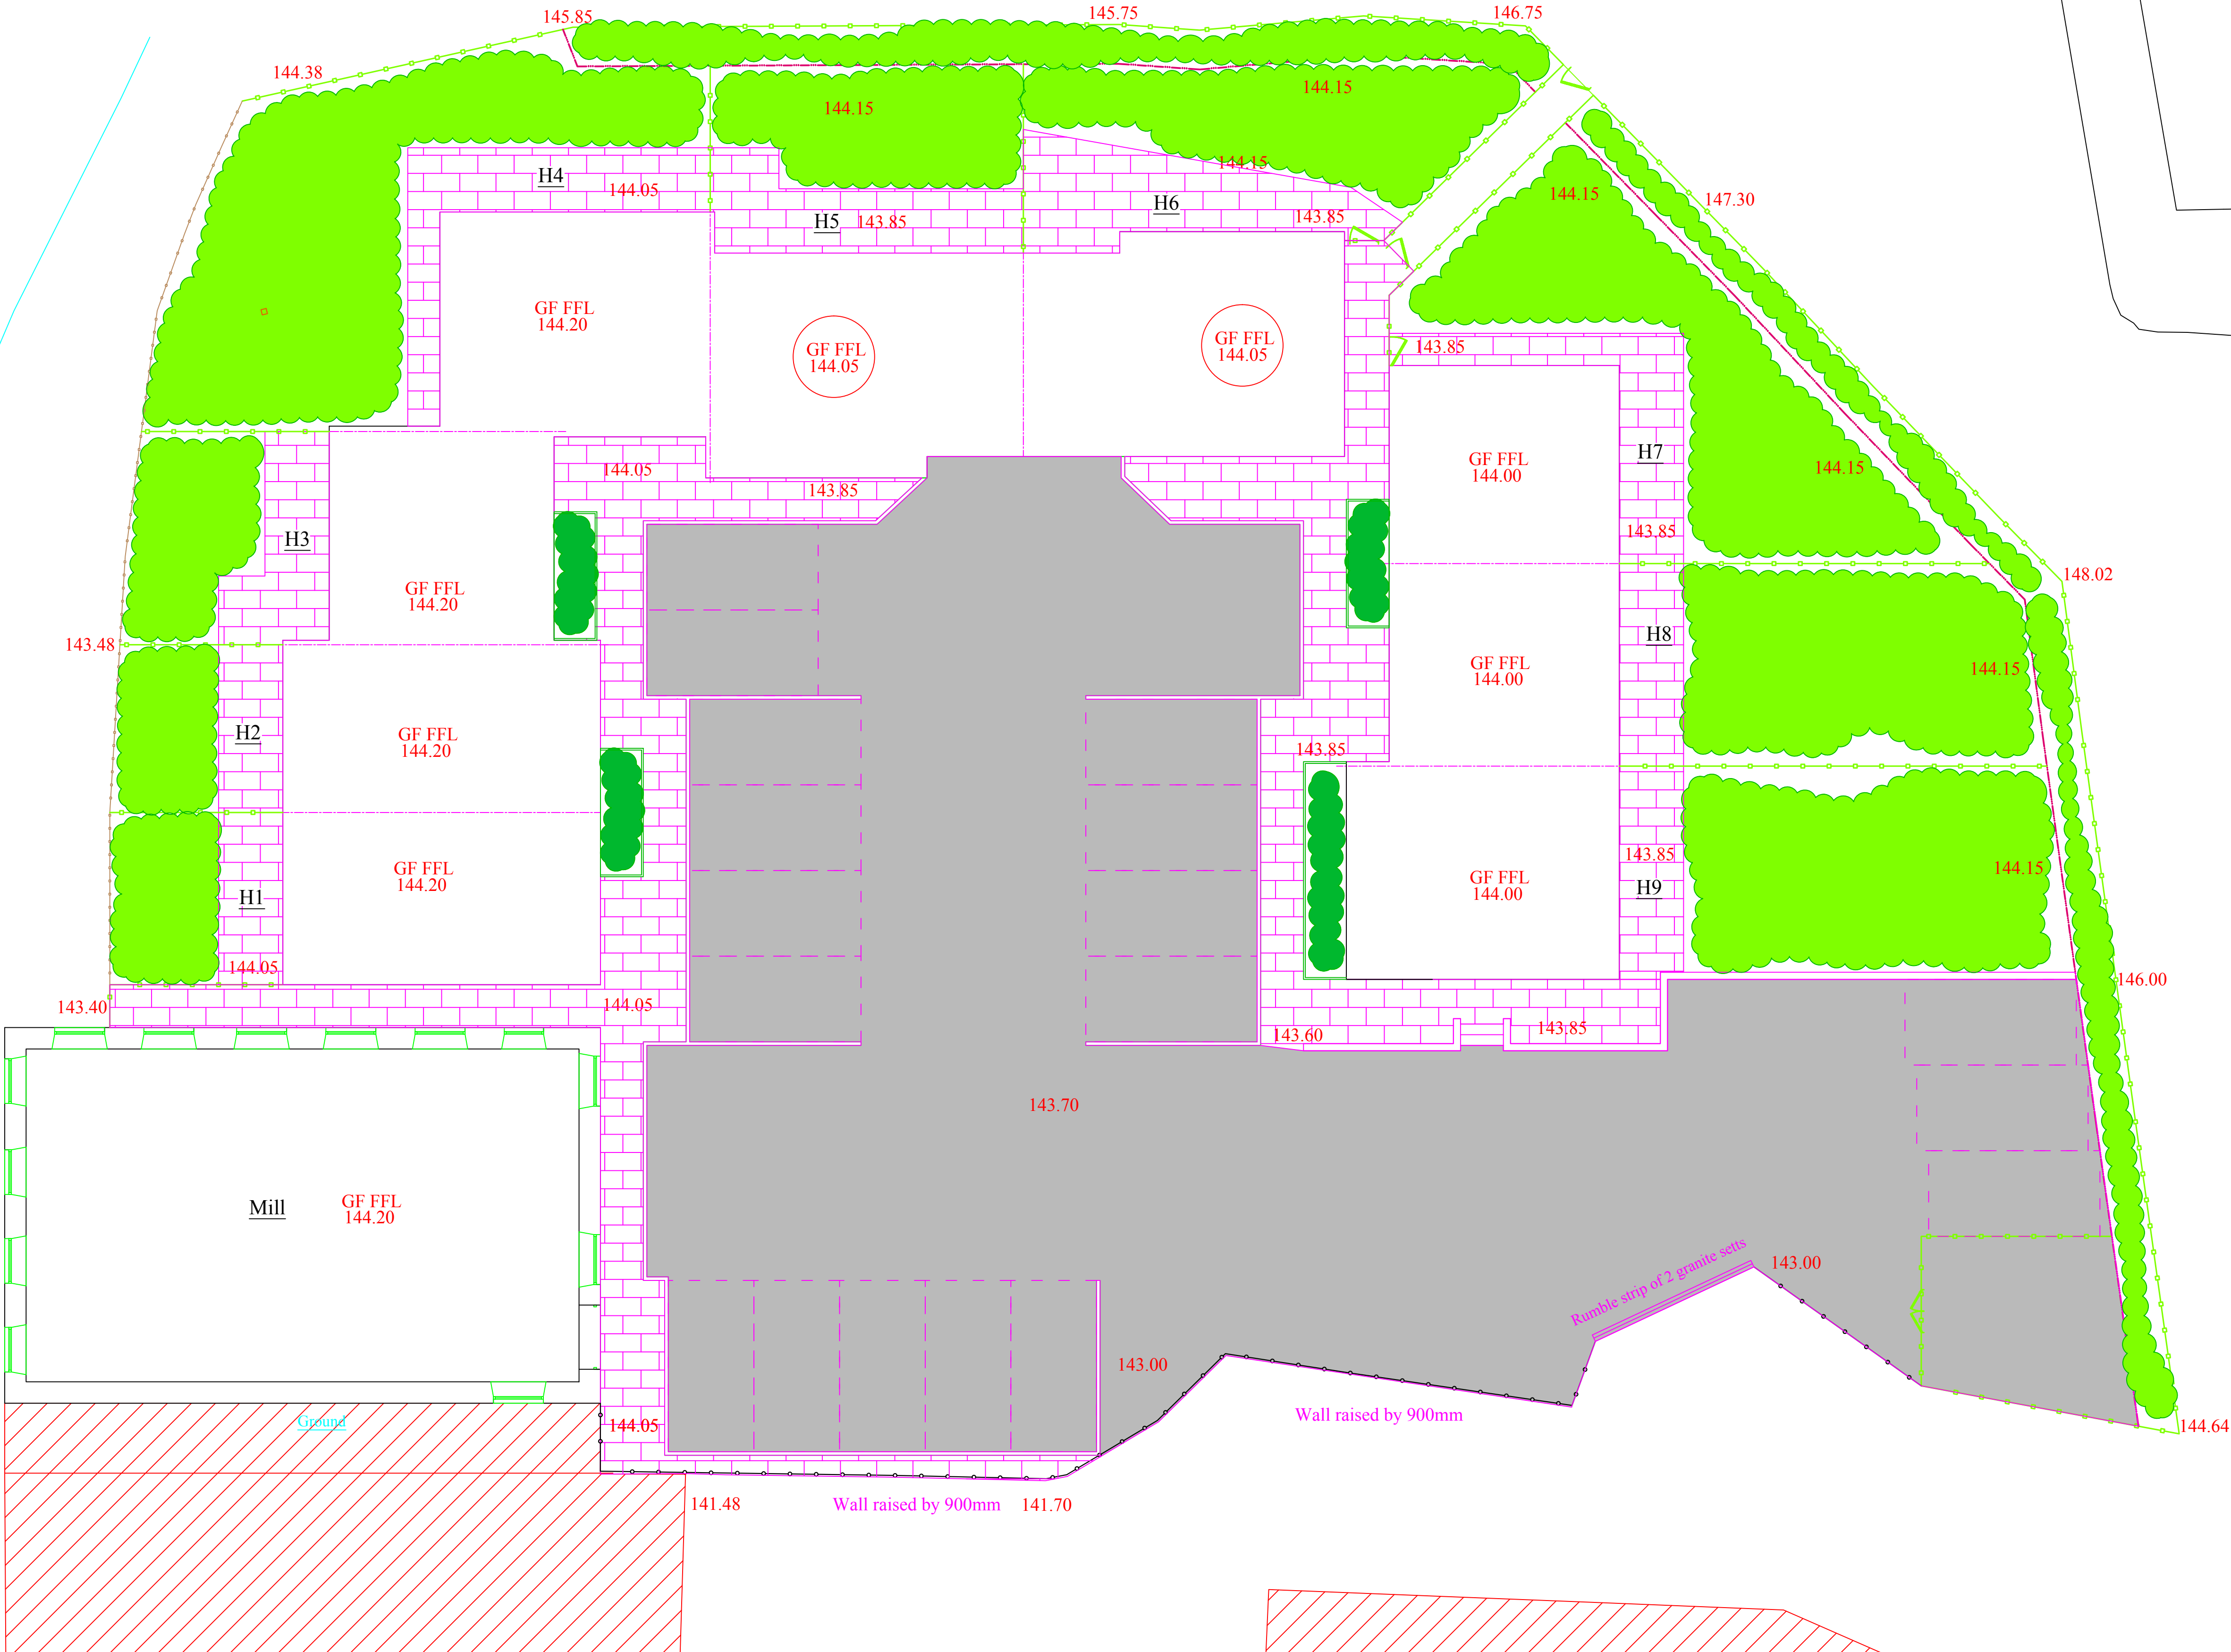 145.85
145.75
146.75
144.38
144.15
144.15
144.15
H4
144.05
144.15
147.30
H5
143.85
H6
143.85
GF FFL
144.20
GF FFL
144.05
GF FFL
144.05
143.85
144.05
143.85
GF FFL
144.00
H7
144.15
H3
143.85
GF FFL
144.20
148.02
143.48
H8
GF FFL
144.00
144.15
H2
GF FFL
144.20
143.85
GF FFL
144.20
143.85
144.15
H1
GF FFL
144.00
H9
144.05
146.00
143.40
144.05
143.60
143.85
143.70
Mill
GF FFL
144.20
Rumble strip of 2 granite setts
143.00
143.00
Ground
144.05
Wall raised by 900mm
144.64
141.48
Wall raised by 900mm
141.70